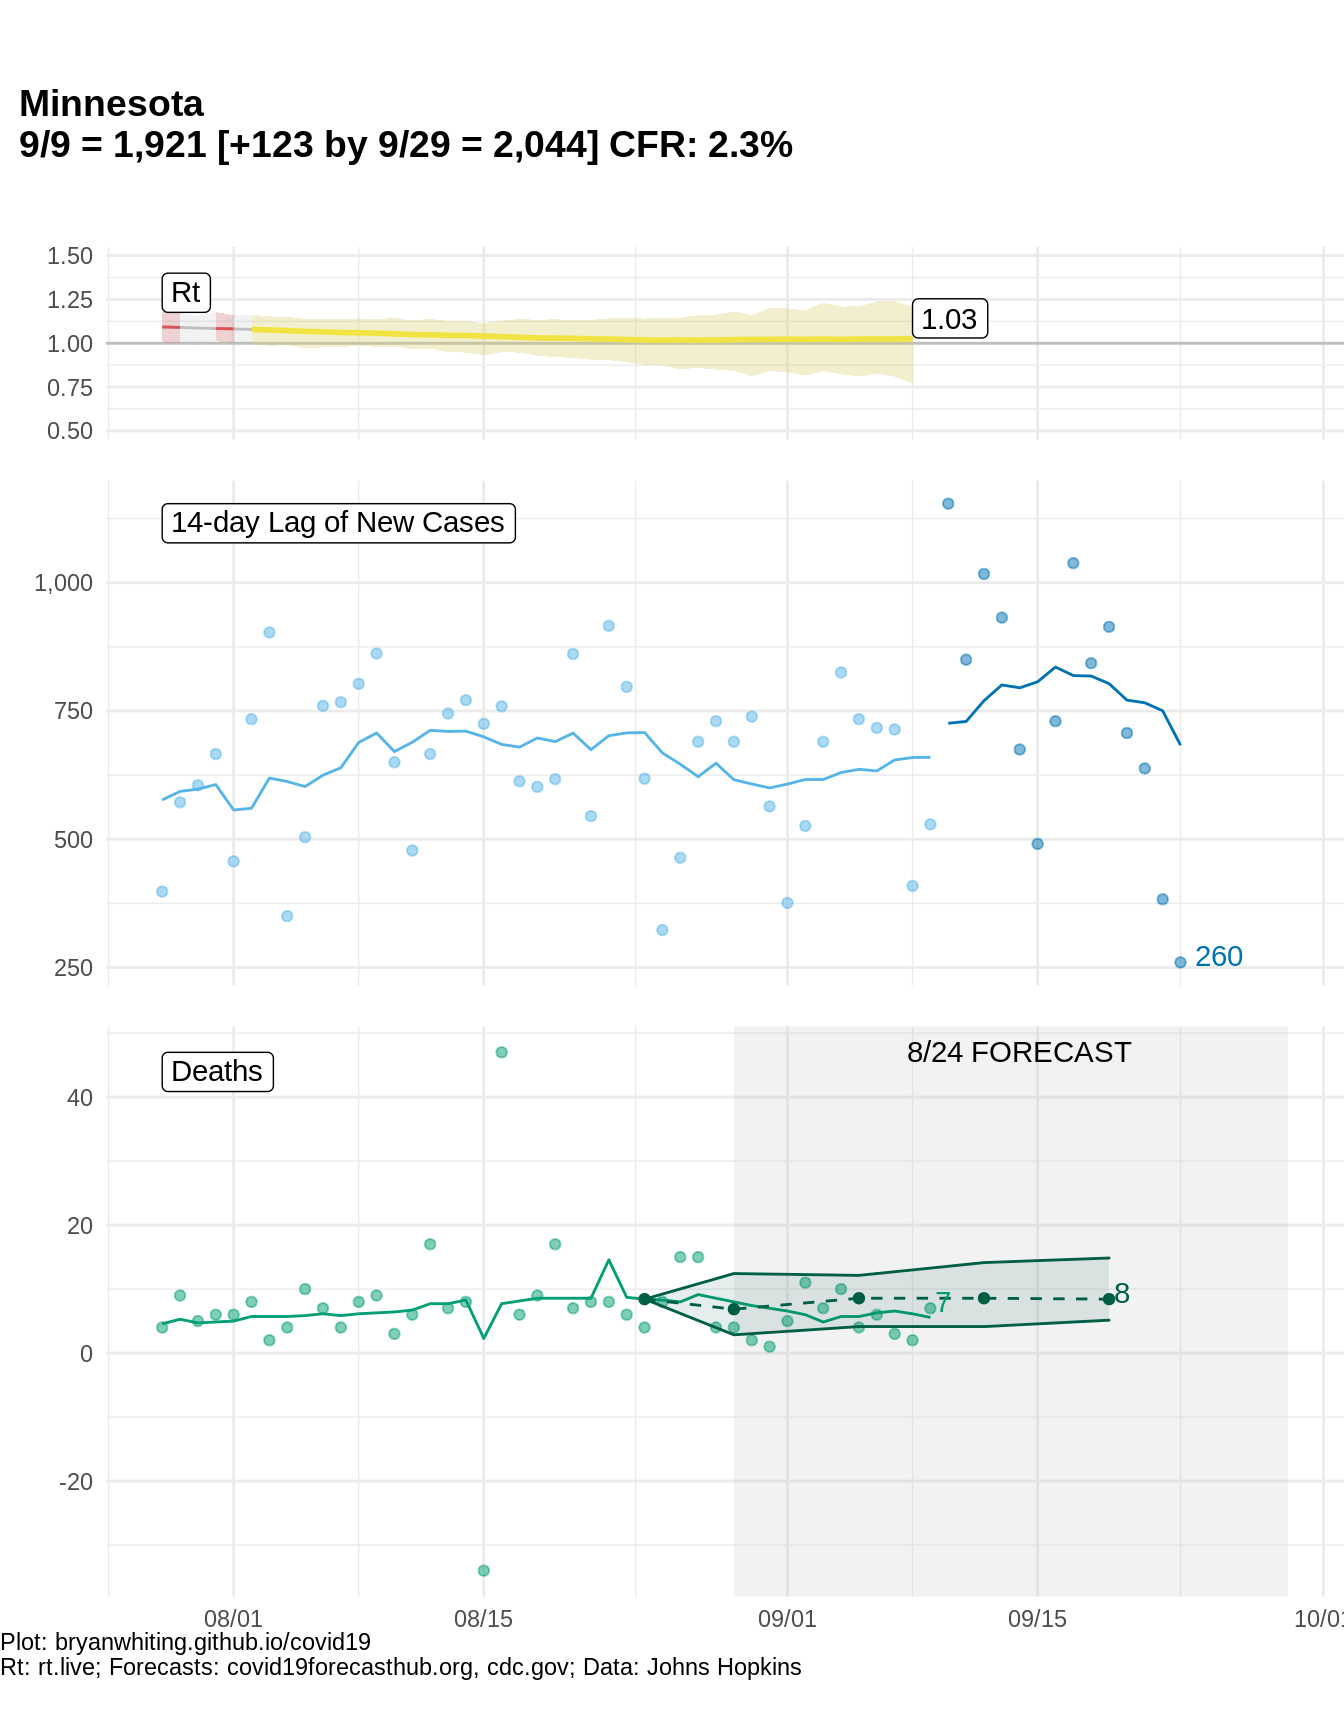 Minnesota
9/9 = 1,921 [+123 by 9/29 = 2,044] CFR: 2.3%
1.50
1.25
1.00
0.75
0.50
Rt
1.03
14-day Lag of New Cases
1,000
750
500
250
260
Deaths
8/24 FORECAST
40
20
0
-20
7
8
08/01
08/15
09/01
09/15
10/01
Plot: bryanwhiting.github.io/covid19
Rt: rt.live; Forecasts: covid19forecasthub.org, cdc.gov; Data: Johns Hopkins